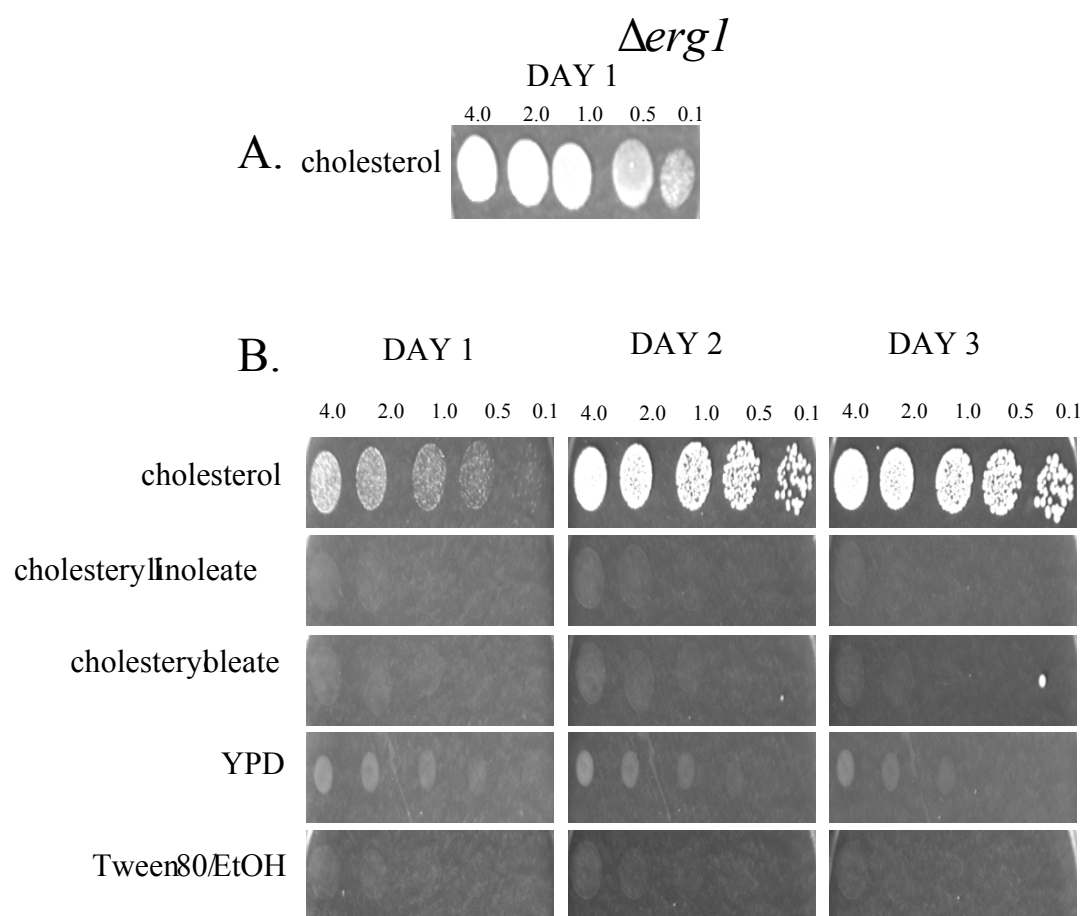 Δerg1
DAY 1
4.0 2.0 1.0 0.5 0.1
A. cholesterol
B. DAY 1 DAY 2 DAY 3
4.0 2.0 1.0 0.5 0.1 4.0 2.0 1.0 0.5 0.1 4.0 2.0 1.0 0.5 0.1
cholesterol
cholesteryllinoleate
cholesteryloleate
YPD
Tween80/EtOH